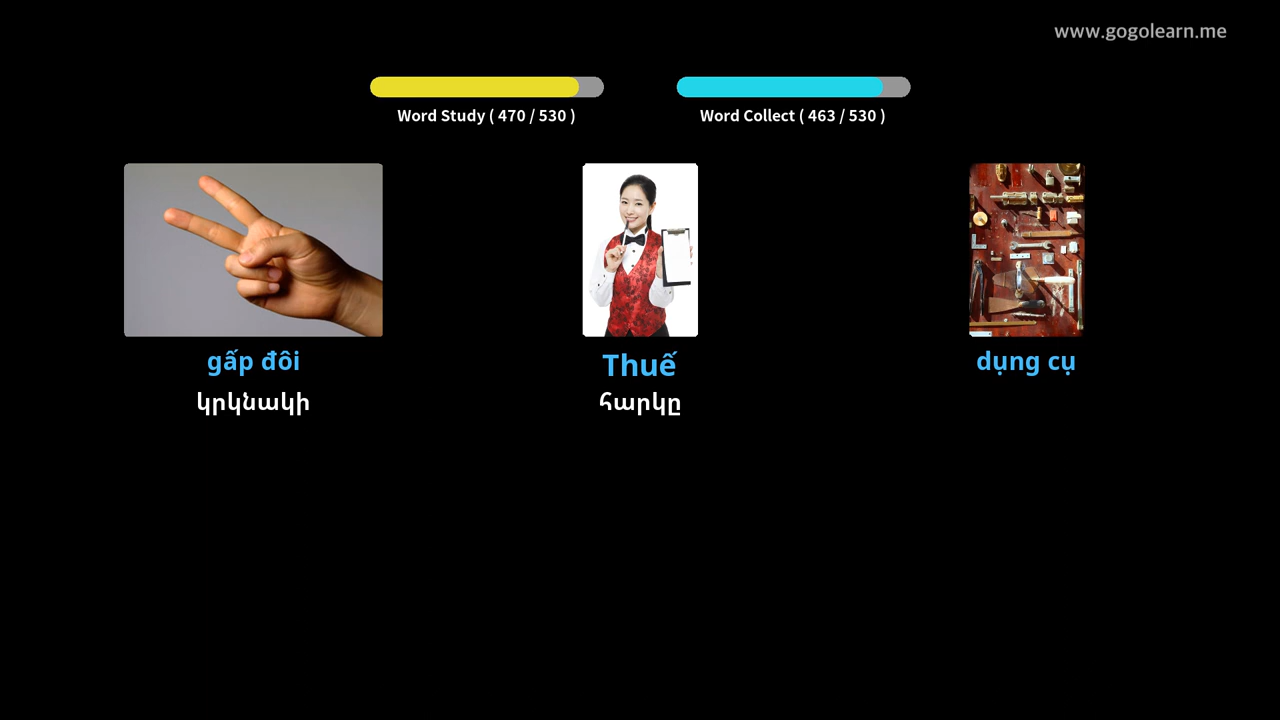 www.gogolearn.me
Word Study ( 470 / 530 )
Word Collect ( 463 / 530 )
gấp đôi
Thuế
dụng cụ
կրկնակի
հարկը